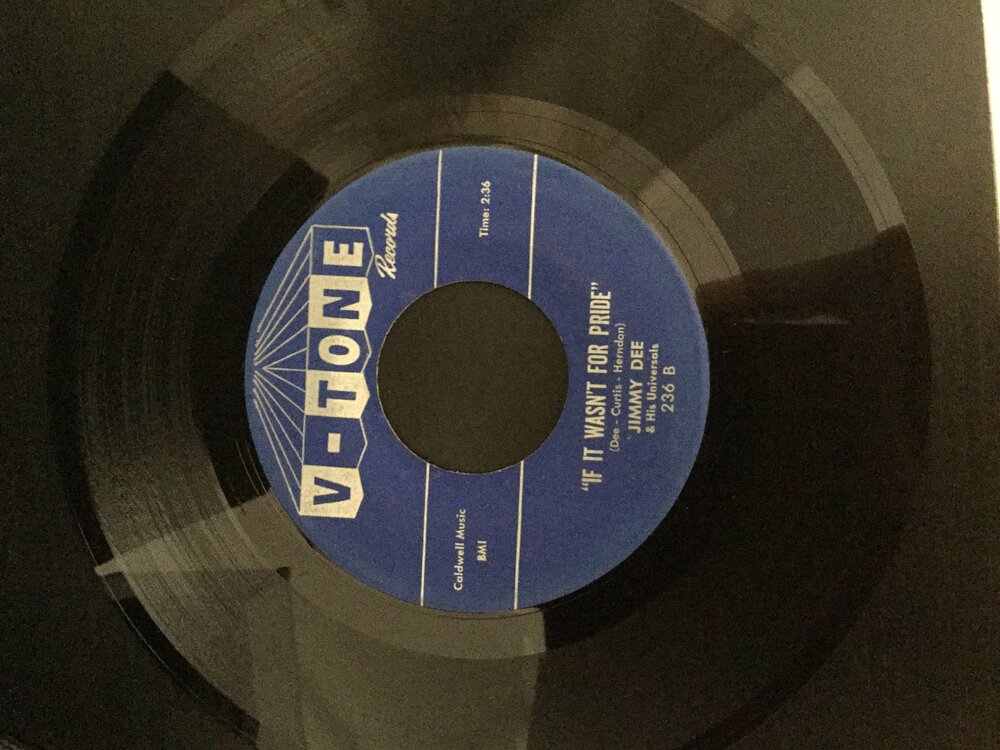 V-TONE
Records
Caldwell Music
BMI
Time: 2:36
"IF IT WASN'T FOR PRIDE"
(Dee - Curtis - Herndon)
JIMMY DEE
& His Universals
236 B